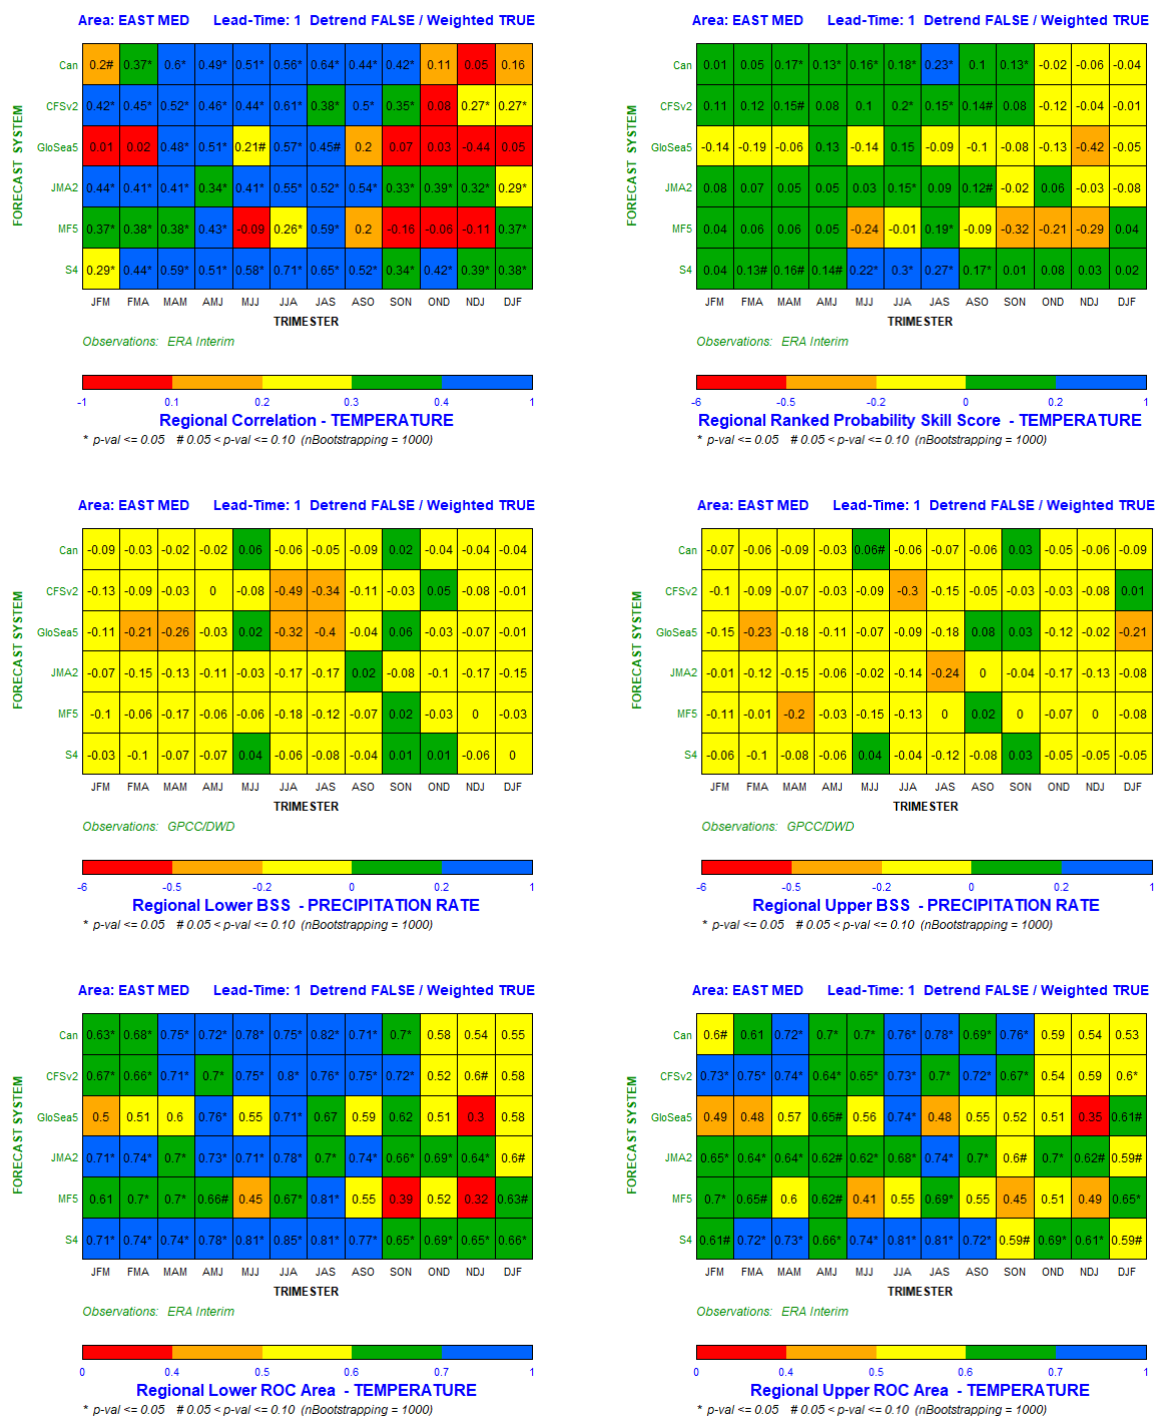 Area: EAST MED Lead-Time: 1 Detrend FALSE / Weighted TRUE
FORECAST SYSTEM
Can 0.2# 0.37* 0.6* 0.49* 0.51* 0.56* 0.64* 0.44* 0.42* 0.11 0.05 0.16
CFSv2 0.42* 0.45* 0.52* 0.46* 0.44* 0.61* 0.38* 0.5* 0.35* 0.08 0.27* 0.27*
GloSea5 0.01 0.02 0.48* 0.51* 0.21# 0.57* 0.45# 0.2 0.07 0.03 -0.44 0.05
JMA2 0.44* 0.41* 0.41* 0.34* 0.41* 0.55* 0.52* 0.54* 0.33* 0.39* 0.32* 0.29*
MF5 0.37* 0.38* 0.38* 0.43* -0.09 0.26* 0.59* 0.2 -0.16 -0.06 -0.11 0.37*
S4 0.29* 0.44* 0.59* 0.51* 0.58* 0.71* 0.65* 0.52* 0.34* 0.42* 0.39* 0.38*
JFM FMA MAM AMJ MJJ JJA JAS ASO SON OND NDJ DJF
TRIMESTER
Observations: ERA Interim
-1 0.1 0.2 0.3 0.4 1
Regional Correlation - TEMPERATURE
* p-val <= 0.05 # 0.05 < p-val <= 0.10 (nBootstrapping = 1000)
Area: EAST MED Lead-Time: 1 Detrend FALSE / Weighted TRUE
FORECAST SYSTEM
Can 0.01 0.05 0.17* 0.13* 0.16* 0.18* 0.23* 0.1 0.13* -0.02 -0.06 -0.04
CFSv2 0.11 0.12 0.15# 0.08 0.1 0.2* 0.15* 0.14# 0.08 -0.12 -0.04 -0.01
GloSea5 -0.14 -0.19 -0.06 0.13 -0.14 0.15 -0.09 -0.1 -0.08 -0.13 -0.42 -0.05
JMA2 0.08 0.07 0.05 0.05 0.03 0.15* 0.09 0.12# -0.02 0.06 -0.03 -0.08
MF5 0.04 0.06 0.06 0.05 -0.24 -0.01 0.19* -0.09 -0.32 -0.21 -0.29 0.04
S4 0.04 0.13# 0.16# 0.14# 0.22* 0.3* 0.27* 0.17* 0.01 0.08 0.03 0.02
JFM FMA MAM AMJ MJJ JJA JAS ASO SON OND NDJ DJF
TRIMESTER
Observations: ERA Interim
-6 -0.5 -0.2 0 0.2 1
Regional Ranked Probability Skill Score - TEMPERATURE
* p-val <= 0.05 # 0.05 < p-val <= 0.10 (nBootstrapping = 1000)
Area: EAST MED Lead-Time: 1 Detrend FALSE / Weighted TRUE
FORECAST SYSTEM
Can -0.09 -0.03 -0.02 -0.02 0.06 -0.06 -0.05 -0.09 0.02 -0.04 -0.04 -0.04
CFSv2 -0.13 -0.09 -0.03 0 -0.08 -0.49 -0.34 -0.11 -0.03 0.05 -0.08 -0.01
GloSea5 -0.11 -0.21 -0.26 -0.03 0.02 -0.32 -0.4 -0.04 0.06 -0.03 -0.07 -0.01
JMA2 -0.07 -0.15 -0.13 -0.11 -0.03 -0.17 -0.17 0.02 -0.08 -0.1 -0.17 -0.15
MF5 -0.1 -0.06 -0.17 -0.06 -0.06 -0.18 -0.12 -0.07 0.02 -0.03 0 -0.03
S4 -0.03 -0.1 -0.07 -0.07 0.04 -0.06 -0.08 -0.04 0.01 0.01 -0.06 0
JFM FMA MAM AMJ MJJ JJA JAS ASO SON OND NDJ DJF
TRIMESTER
Observations: GPCC/DWD
-6 -0.5 -0.2 0 0.2 1
Regional Lower BSS - PRECIPITATION RATE
* p-val <= 0.05 # 0.05 < p-val <= 0.10 (nBootstrapping = 1000)
Area: EAST MED Lead-Time: 1 Detrend FALSE / Weighted TRUE
FORECAST SYSTEM
Can -0.07 -0.06 -0.09 -0.03 0.06# -0.06 -0.07 -0.06 0.03 -0.05 -0.06 -0.09
CFSv2 -0.1 -0.09 -0.07 -0.03 -0.09 -0.3 -0.15 -0.05 -0.03 -0.03 -0.08 0.01
GloSea5 -0.15 -0.23 -0.18 -0.11 -0.07 -0.09 -0.18 0.08 0.03 -0.12 -0.02 -0.21
JMA2 -0.01 -0.12 -0.15 -0.06 -0.02 -0.14 -0.24 0 -0.04 -0.17 -0.13 -0.08
MF5 -0.11 -0.01 -0.2 -0.03 -0.15 -0.13 0 0.02 0 -0.07 0 -0.08
S4 -0.06 -0.1 -0.08 -0.07 0.04 -0.04 -0.12 -0.08 0.03 -0.05 -0.05 -0.05
JFM FMA MAM AMJ MJJ JJA JAS ASO SON OND NDJ DJF
TRIMESTER
Observations: GPCC/DWD
-6 -0.5 -0.2 0 0.2 1
Regional Upper BSS - PRECIPITATION RATE
* p-val <= 0.05 # 0.05 < p-val <= 0.10 (nBootstrapping = 1000)
Area: EAST MED Lead-Time: 1 Detrend FALSE / Weighted TRUE
FORECAST SYSTEM
Can 0.63* 0.68* 0.75* 0.72* 0.78* 0.75* 0.82* 0.71* 0.7* 0.58 0.54 0.55
CFSv2 0.67* 0.66* 0.71* 0.7* 0.75* 0.8* 0.76* 0.75* 0.72* 0.52 0.6# 0.58
GloSea5 0.5 0.51 0.6 0.76* 0.55 0.71* 0.67 0.59 0.62 0.51 0.3 0.58
JMA2 0.71* 0.74* 0.7* 0.73* 0.71* 0.78* 0.7* 0.74* 0.66* 0.69* 0.64* 0.6#
MF5 0.61 0.7* 0.7* 0.66# 0.45 0.67* 0.81* 0.55 0.39 0.52 0.32 0.63#
S4 0.71* 0.74* 0.74* 0.78* 0.81* 0.85* 0.81* 0.77* 0.65* 0.69* 0.65* 0.66*
JFM FMA MAM AMJ MJJ JJA JAS ASO SON OND NDJ DJF
TRIMESTER
Observations: ERA Interim
0 0.4 0.5 0.6 0.7 1
Regional Lower ROC Area - TEMPERATURE
* p-val <= 0.05 # 0.05 < p-val <= 0.10 (nBootstrapping = 1000)
Area: EAST MED Lead-Time: 1 Detrend FALSE / Weighted TRUE
FORECAST SYSTEM
Can 0.6# 0.61 0.72* 0.7* 0.7* 0.76* 0.78* 0.69* 0.76* 0.59 0.54 0.53
CFSv2 0.73* 0.75* 0.74* 0.64* 0.65* 0.73* 0.7* 0.72* 0.67* 0.54 0.59 0.6*
GloSea5 0.49 0.48 0.57 0.65# 0.56 0.74* 0.48 0.55 0.52 0.51 0.35 0.61#
JMA2 0.65* 0.64* 0.64* 0.62# 0.62* 0.68* 0.74* 0.7* 0.6# 0.7* 0.62# 0.59#
MF5 0.7* 0.65# 0.6 0.62# 0.41 0.55 0.69* 0.55 0.45 0.51 0.49 0.65*
S4 0.61# 0.72* 0.73* 0.66* 0.74* 0.81* 0.81* 0.72* 0.59# 0.69* 0.61* 0.59#
JFM FMA MAM AMJ MJJ JJA JAS ASO SON OND NDJ DJF
TRIMESTER
Observations: ERA Interim
0 0.4 0.5 0.6 0.7 1
Regional Upper ROC Area - TEMPERATURE
* p-val <= 0.05 # 0.05 < p-val <= 0.10 (nBootstrapping = 1000)